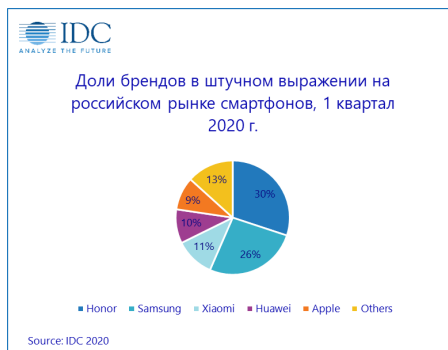 IDC
ANALYZE THE FUTURE
Доли брендов в штучном выражении на
российском рынке смартфонов, 1 квартал
2020 г.
13%
30%
9%
10%
11%
26%
Honor Samsung Xiaomi Huawei Apple Others
Source: IDC 2020